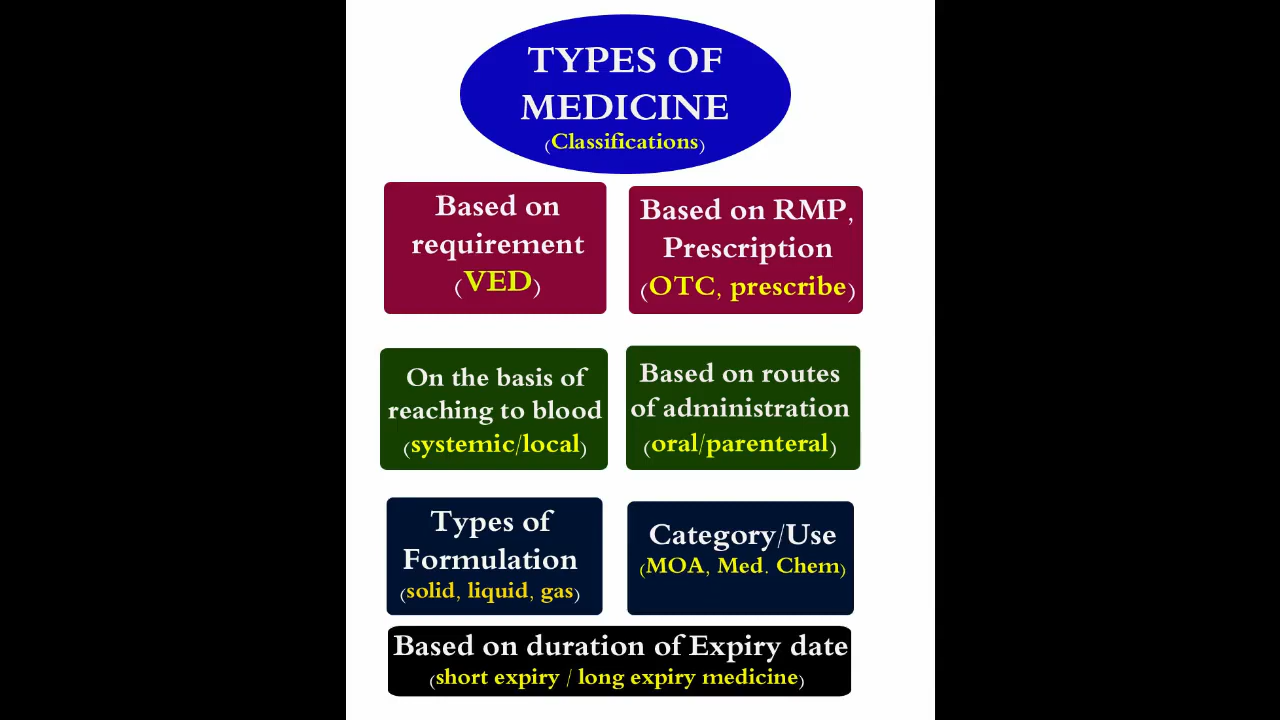 TYPES OF
MEDICINE
(Classifications)
Based on
requirement
(VED)
Based on RMP,
Prescription
(OTC, prescribe)
On the basis of
reaching to blood
(systemic/local)
Based on routes
of administration
(oral/parenteral)
Types of
Formulation
(solid, liquid, gas)
Category/Use
(MOA, Med. Chem)
Based on duration of Expiry date
(short expiry / long expiry medicine)